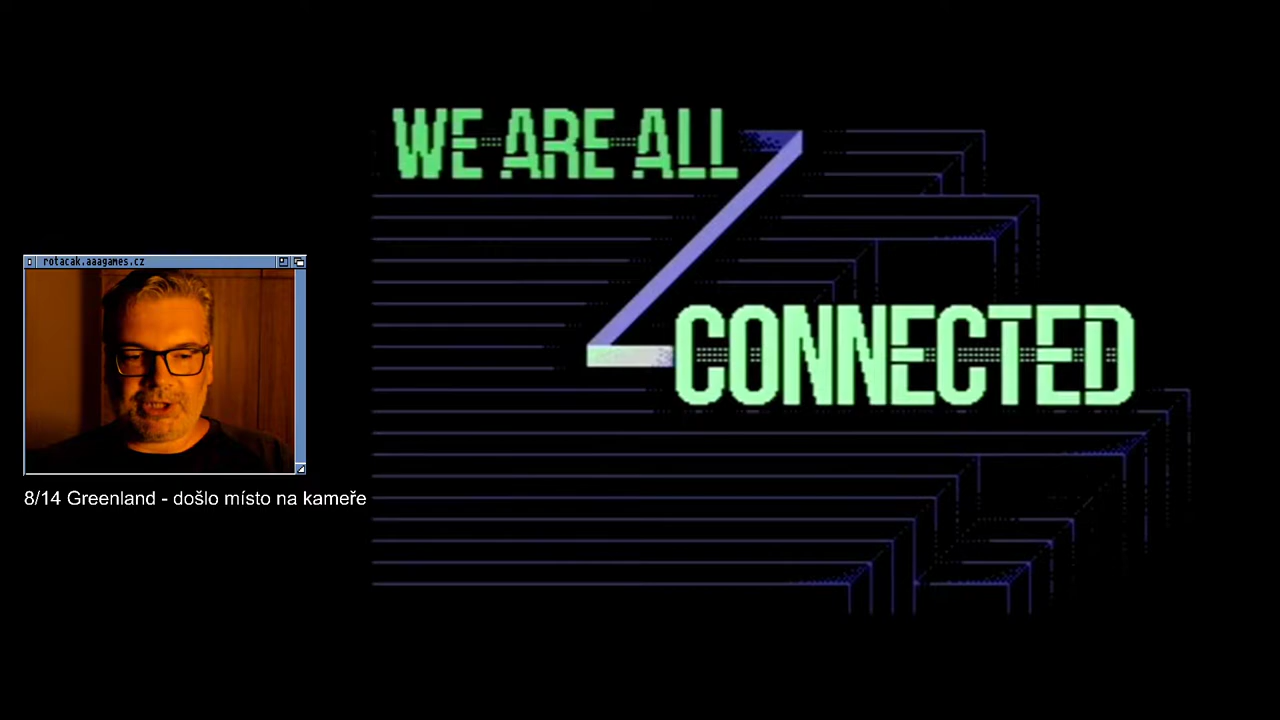 WE ARE ALL
CONNECTED
rotacak.aaagames.cz
8/14 Greenland - došlo místo na kameře